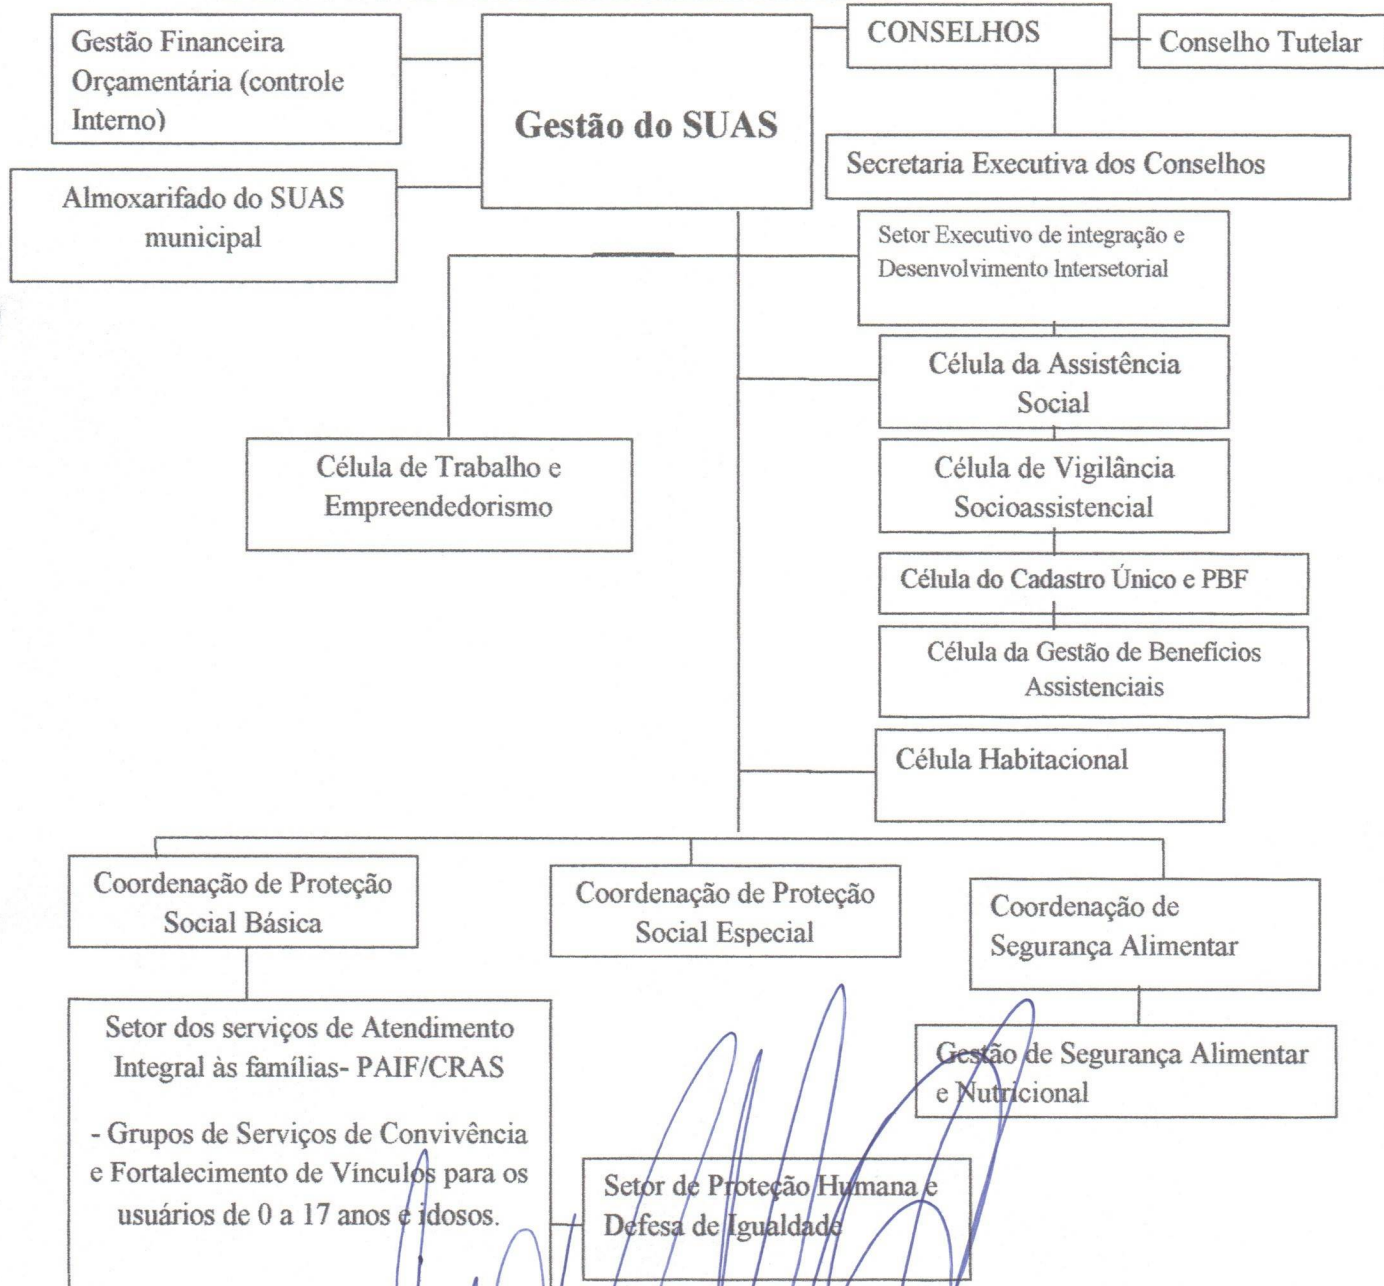 Gestão Financeira
Orçamentária (controle
Interno)
Gestão do SUAS
CONSELHOS
Conselho Tutelar
Secretaria Executiva dos Conselhos
Almoxarifado do SUAS
municipal
Setor Executivo de integração e
Desenvolvimento Intersetorial
Célula da Assistência
Social
Célula de Trabalho e
Empreendedorismo
Célula de Vigilância
Socioassistencial
Célula do Cadastro Único e PBF
Célula da Gestão de Benefícios
Assistenciais
Célula Habitacional
Coordenação de Proteção
Social Básica
Coordenação de Proteção
Social Especial
Coordenação de
Segurança Alimentar
Setor dos serviços de Atendimento
Integral às famílias- PAIF/CRAS
- Grupos de Serviços de Convivência
e Fortalecimento de Vínculos para os
usuários de 0 a 17 anos e idosos.
Gestão de Segurança Alimentar
e Nutricional
Setor de Proteção Humana e
Defesa de Igualdade